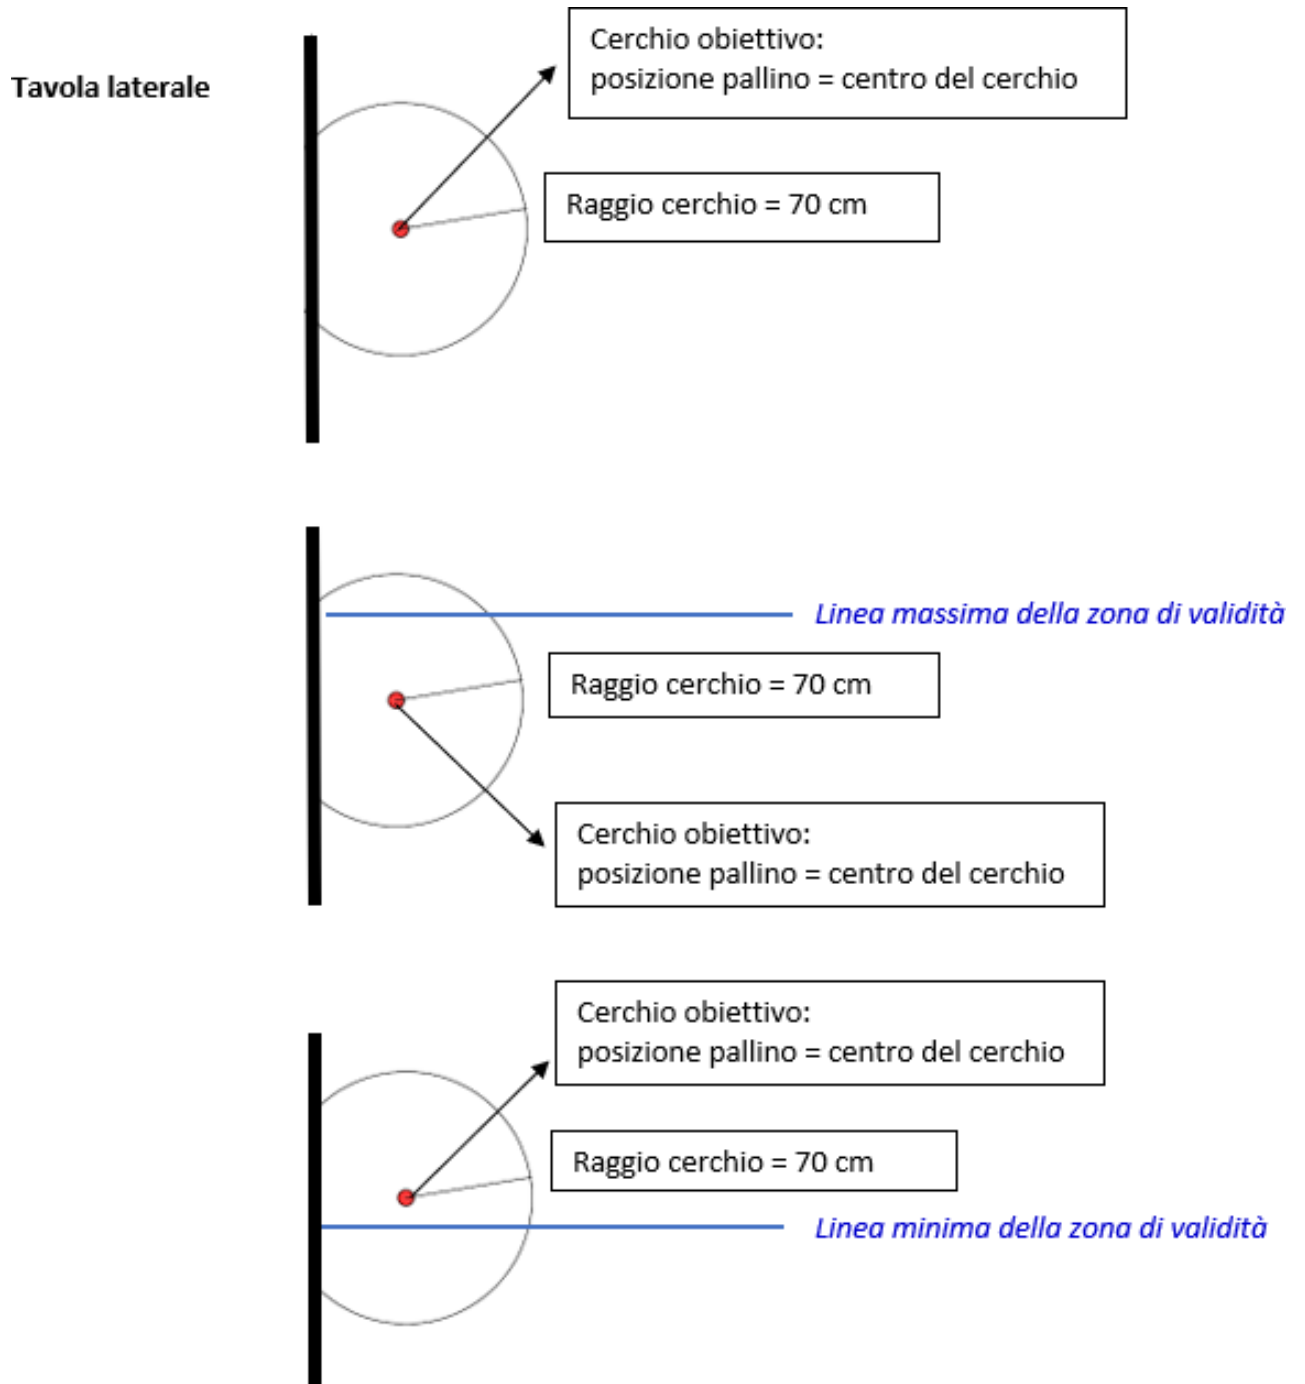 Cerchio obiettivo:
posizione pallino = centro del cerchio
Tavola laterale
Raggio cerchio = 70 cm
Linea massima della zona di validità
Raggio cerchio = 70 cm
Cerchio obiettivo:
posizione pallino = centro del cerchio
Cerchio obiettivo:
posizione pallino = centro del cerchio
Raggio cerchio = 70 cm
Linea minima della zona di validità